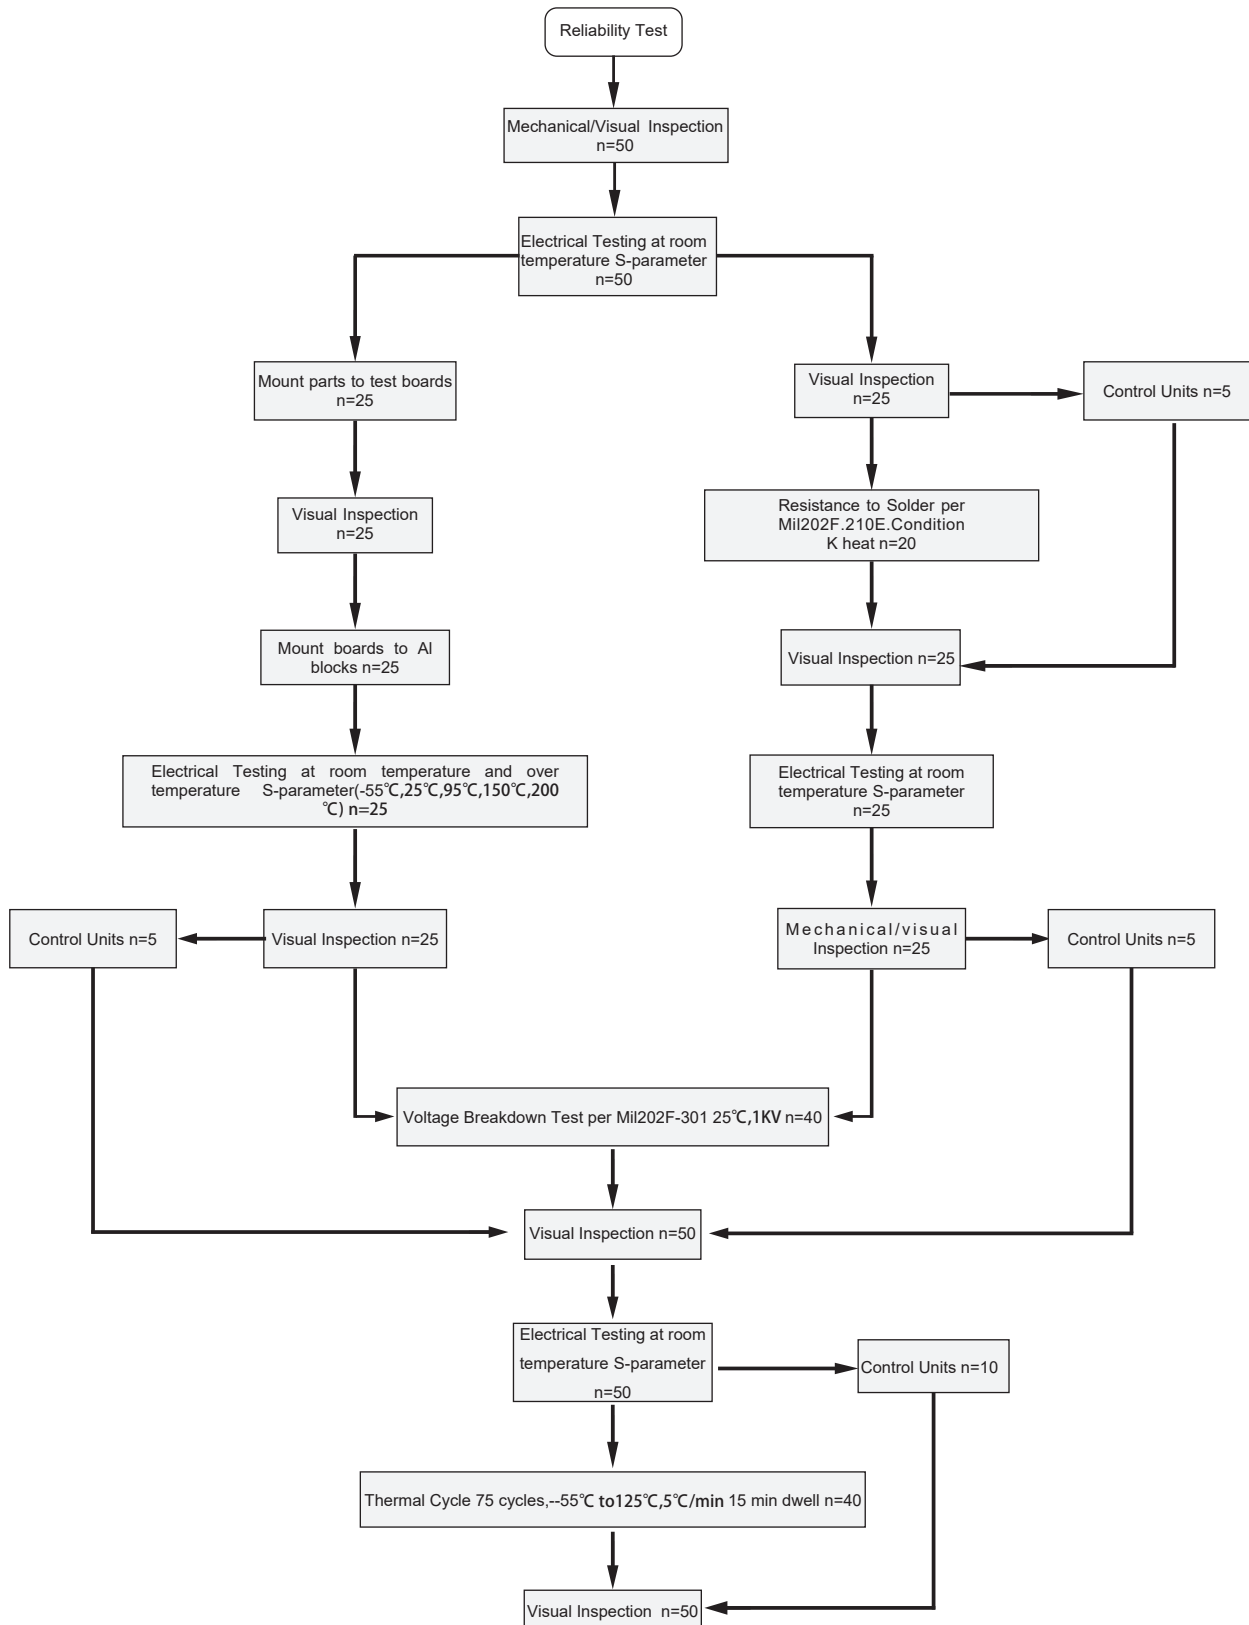 Reliability Test
Mechanical/Visual Inspection
n=50
Electrical Testing at room
temperature S-parameter
n=50
Mount parts to test boards
n=25
Visual Inspection
n=25
Control Units n=5
Visual Inspection
n=25
Resistance to Solder per
Mil202F.210E.Condition
K heat n=20
Mount boards to Al
blocks n=25
Visual Inspection n=25
Electrical Testing at room temperature and over
temperature S-parameter(-55℃,25℃,95℃,150℃,200
℃) n=25
Electrical Testing at room
temperature S-parameter
n=25
Control Units n=5
Visual Inspection n=25
Mechanical/visual
Inspection n=25
Control Units n=5
Voltage Breakdown Test per Mil202F-301 25℃,1KV n=40
Visual Inspection n=50
Electrical Testing at room
temperature S-parameter
n=50
Control Units n=10
Thermal Cycle 75 cycles,--55℃ to125℃,5℃/min 15 min dwell n=40
Visual Inspection n=50